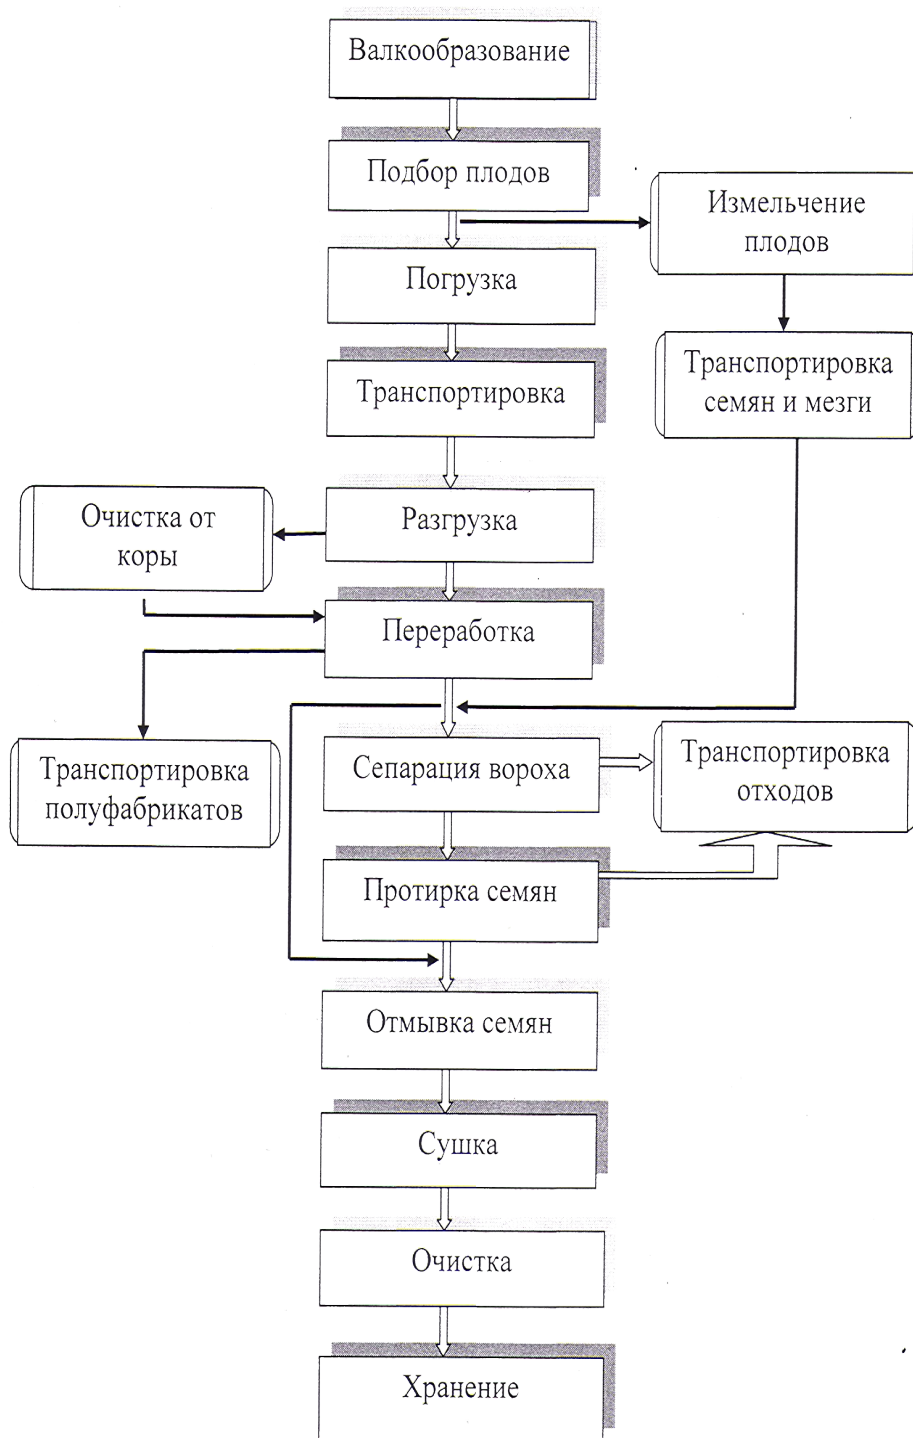 Валкообразование
Подбор плодов
Измельчение
плодов
Погрузка
Транспортировка
семян и мезги
Транспортировка
Разгрузка
Очистка от
коры
Переработка
Транспортировка
полуфабрикатов
Сепарация вороха
Транспортировка
отходов
Протирка семян
Отмывка семян
Сушка
Очистка
Хранение